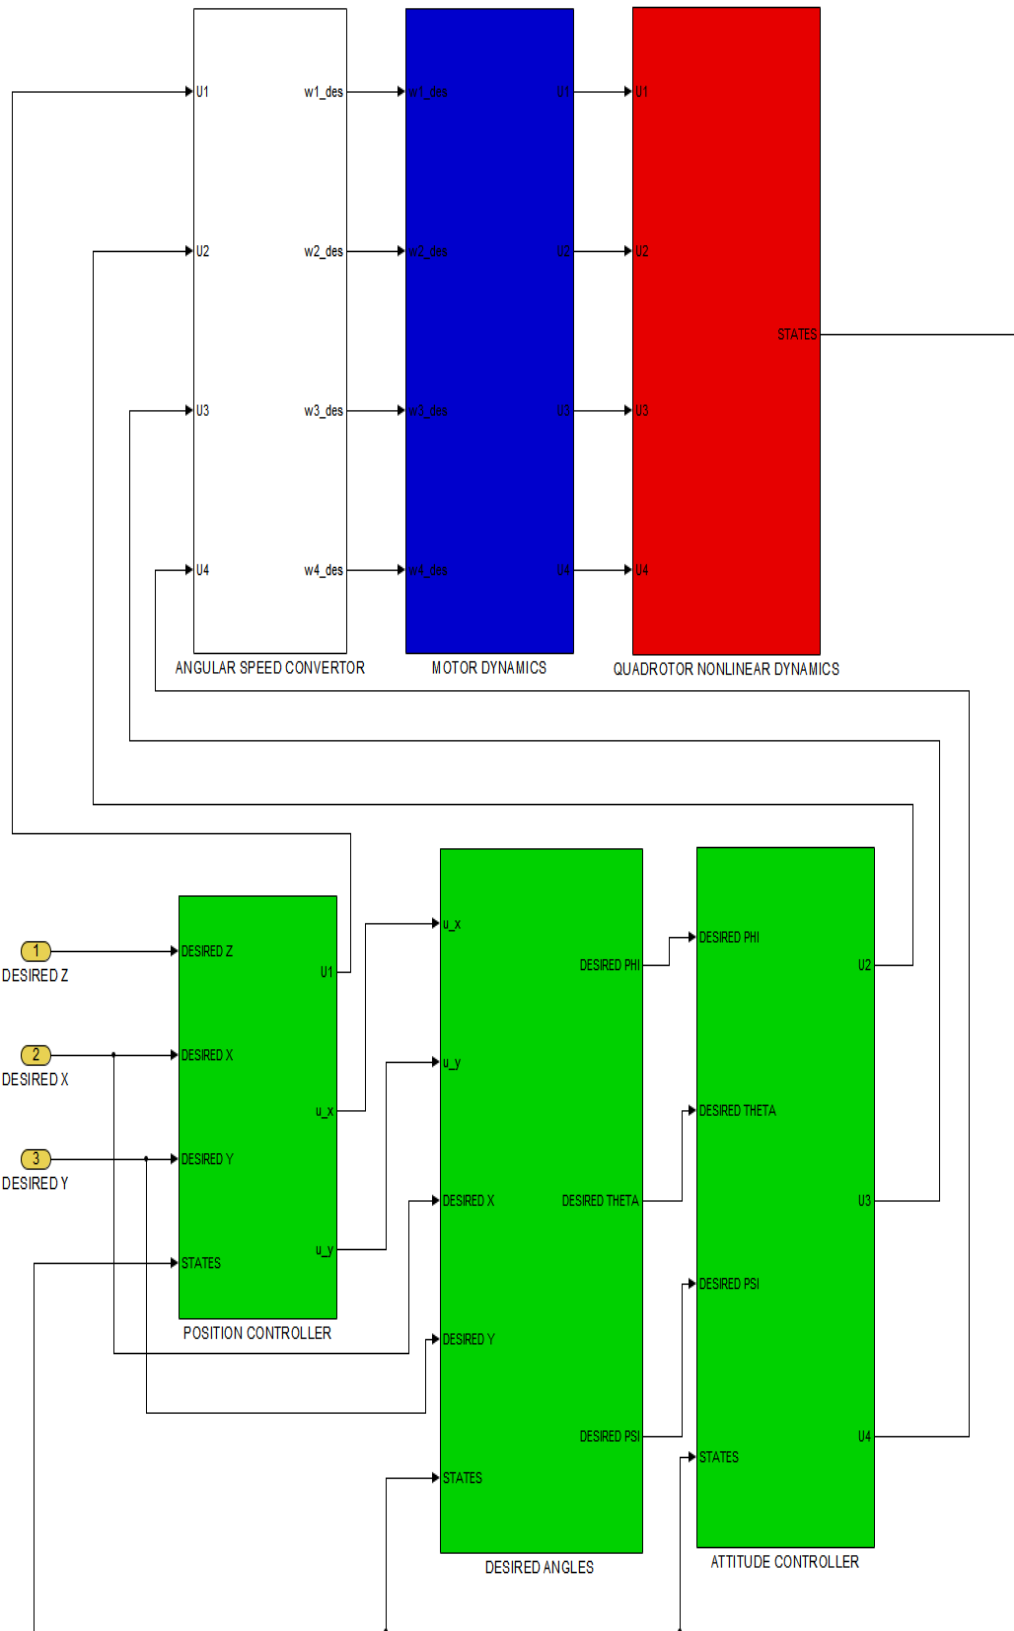 U1
w1_des
w1_des
U1
U1
U2
w2_des
w2_des
U2
U2
STATES
U3
w3_des
w3_des
U3
U3
U4
w4_des
w4_des
U4
U4
ANGULAR SPEED CONVERTOR
MOTOR DYNAMICS
QUADROTOR NONLINEAR DYNAMICS
1
DESIRED Z
2
DESIRED X
3
DESIRED Y
DESIRED Z
U1
DESIRED X
u_x
DESIRED Y
u_y
STATES
POSITION CONTROLLER
u_x
DESIRED PHI
u_y
DESIRED X
DESIRED THETA
DESIRED Y
DESIRED PSI
STATES
DESIRED ANGLES
DESIRED PHI
U2
DESIRED THETA
U3
DESIRED PSI
U4
STATES
ATTITUDE CONTROLLER